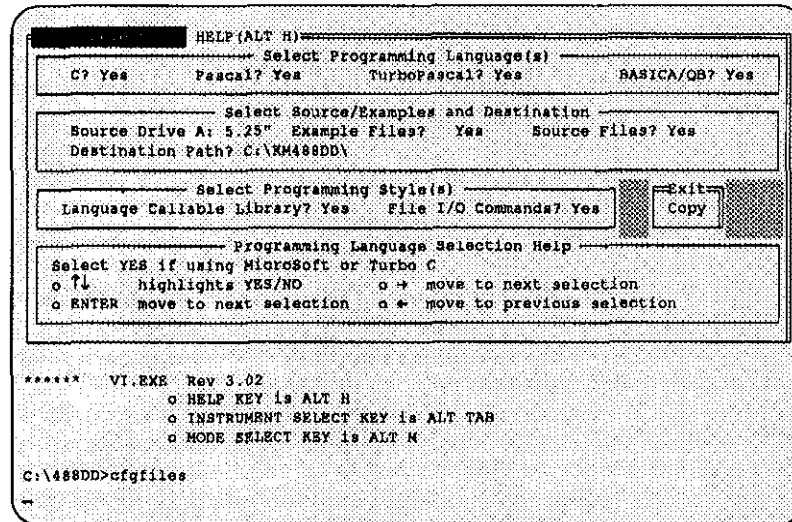 HELP(ALT H)
Select Programming Language(s)
C? Yes Pascal? Yes TurboPascal? Yes BASICA/QB? Yes
Select Source/Examples and Destination
Source Drive A: 5.25" Example Files? Yes Source Files? Yes
Destination Path? C:\KM488DD\
Select Programming Style(s)
Language Callable Library? Yes File I/O Commands? Yes
Exit
Copy
Programming Language Selection Help
Select YES if using MicroSoft or Turbo C
o ↑↓ highlights YES/NO o → move to next selection
o ENTER move to next selection o ← move to previous selection
****** VI.EXE Rev 3.02
o HELP KEY is ALT H
o INSTRUMENT SELECT KEY is ALT TAB
o MODE SELECT KEY is ALT M
C:\488DD>cfgfiles